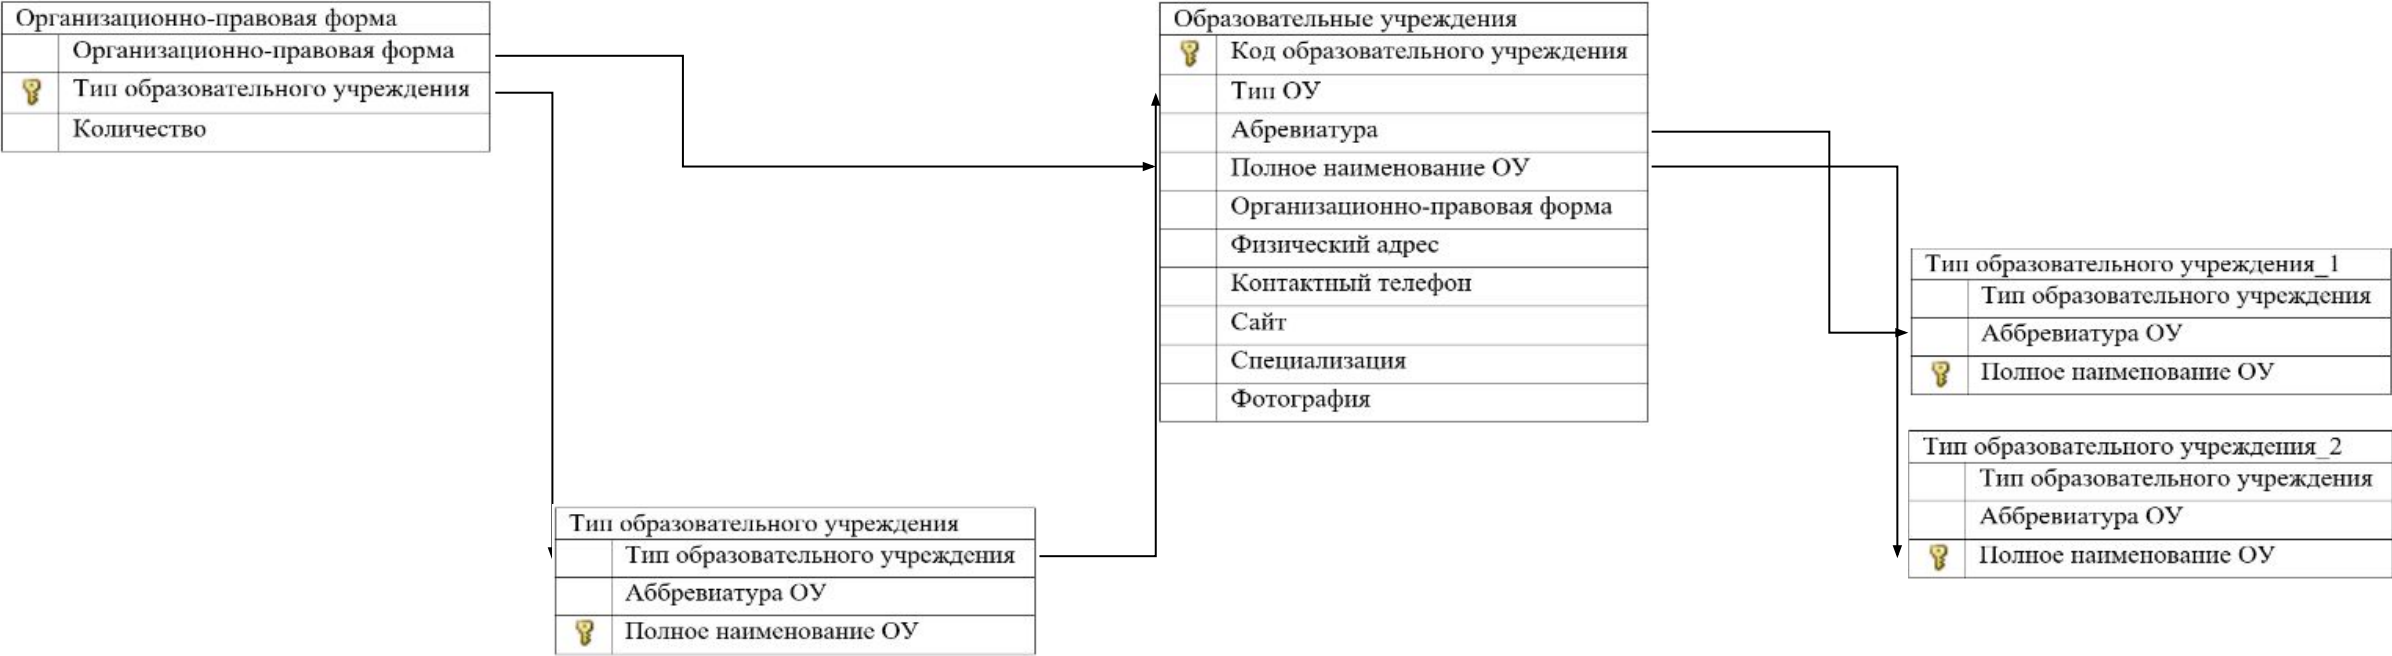 Организационно-правовая форма
Организационно-правовая форма
Тип образовательного учреждения
Количество
Образовательные учреждения
Код образовательного учреждения
Тип ОУ
Абревиатура
Полное наименование ОУ
Организационно-правовая форма
Физический адрес
Контактный телефон
Сайт
Специализация
Фотография
Тип образовательного учреждения_1
Тип образовательного учреждения
Аббревиатура ОУ
Полное наименование ОУ
Тип образовательного учреждения_2
Тип образовательного учреждения
Аббревиатура ОУ
Полное наименование ОУ
Тип образовательного учреждения
Тип образовательного учреждения
Аббревиатура ОУ
Полное наименование ОУ